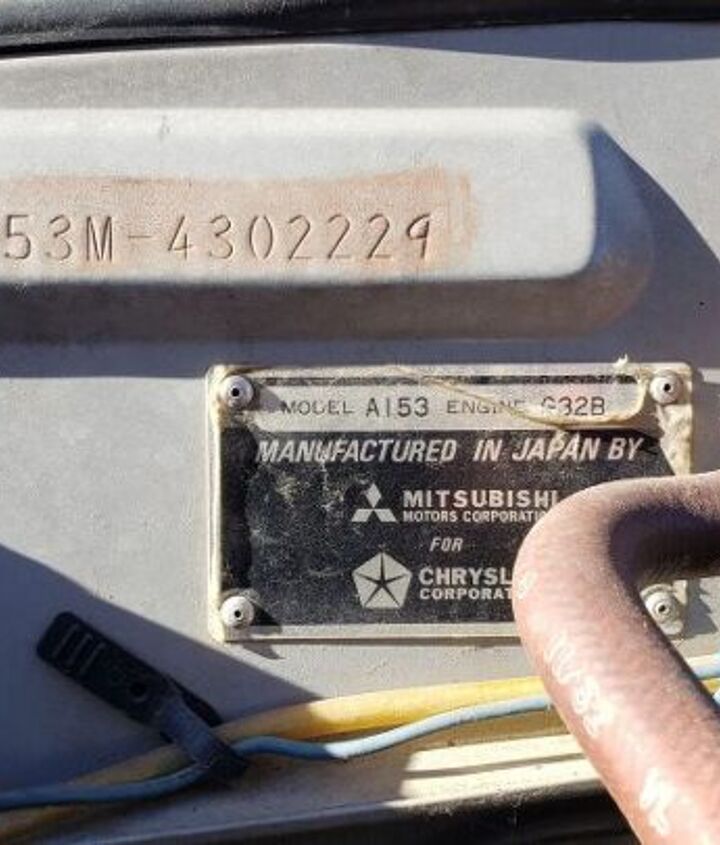 53M-4302229
MODEL A153 ENGINE G32B
MANUFACTURED IN JAPAN BY
MITSUBISHI
MOTORS CORPORATIO
FOR
CHRYSL
CORPORAT